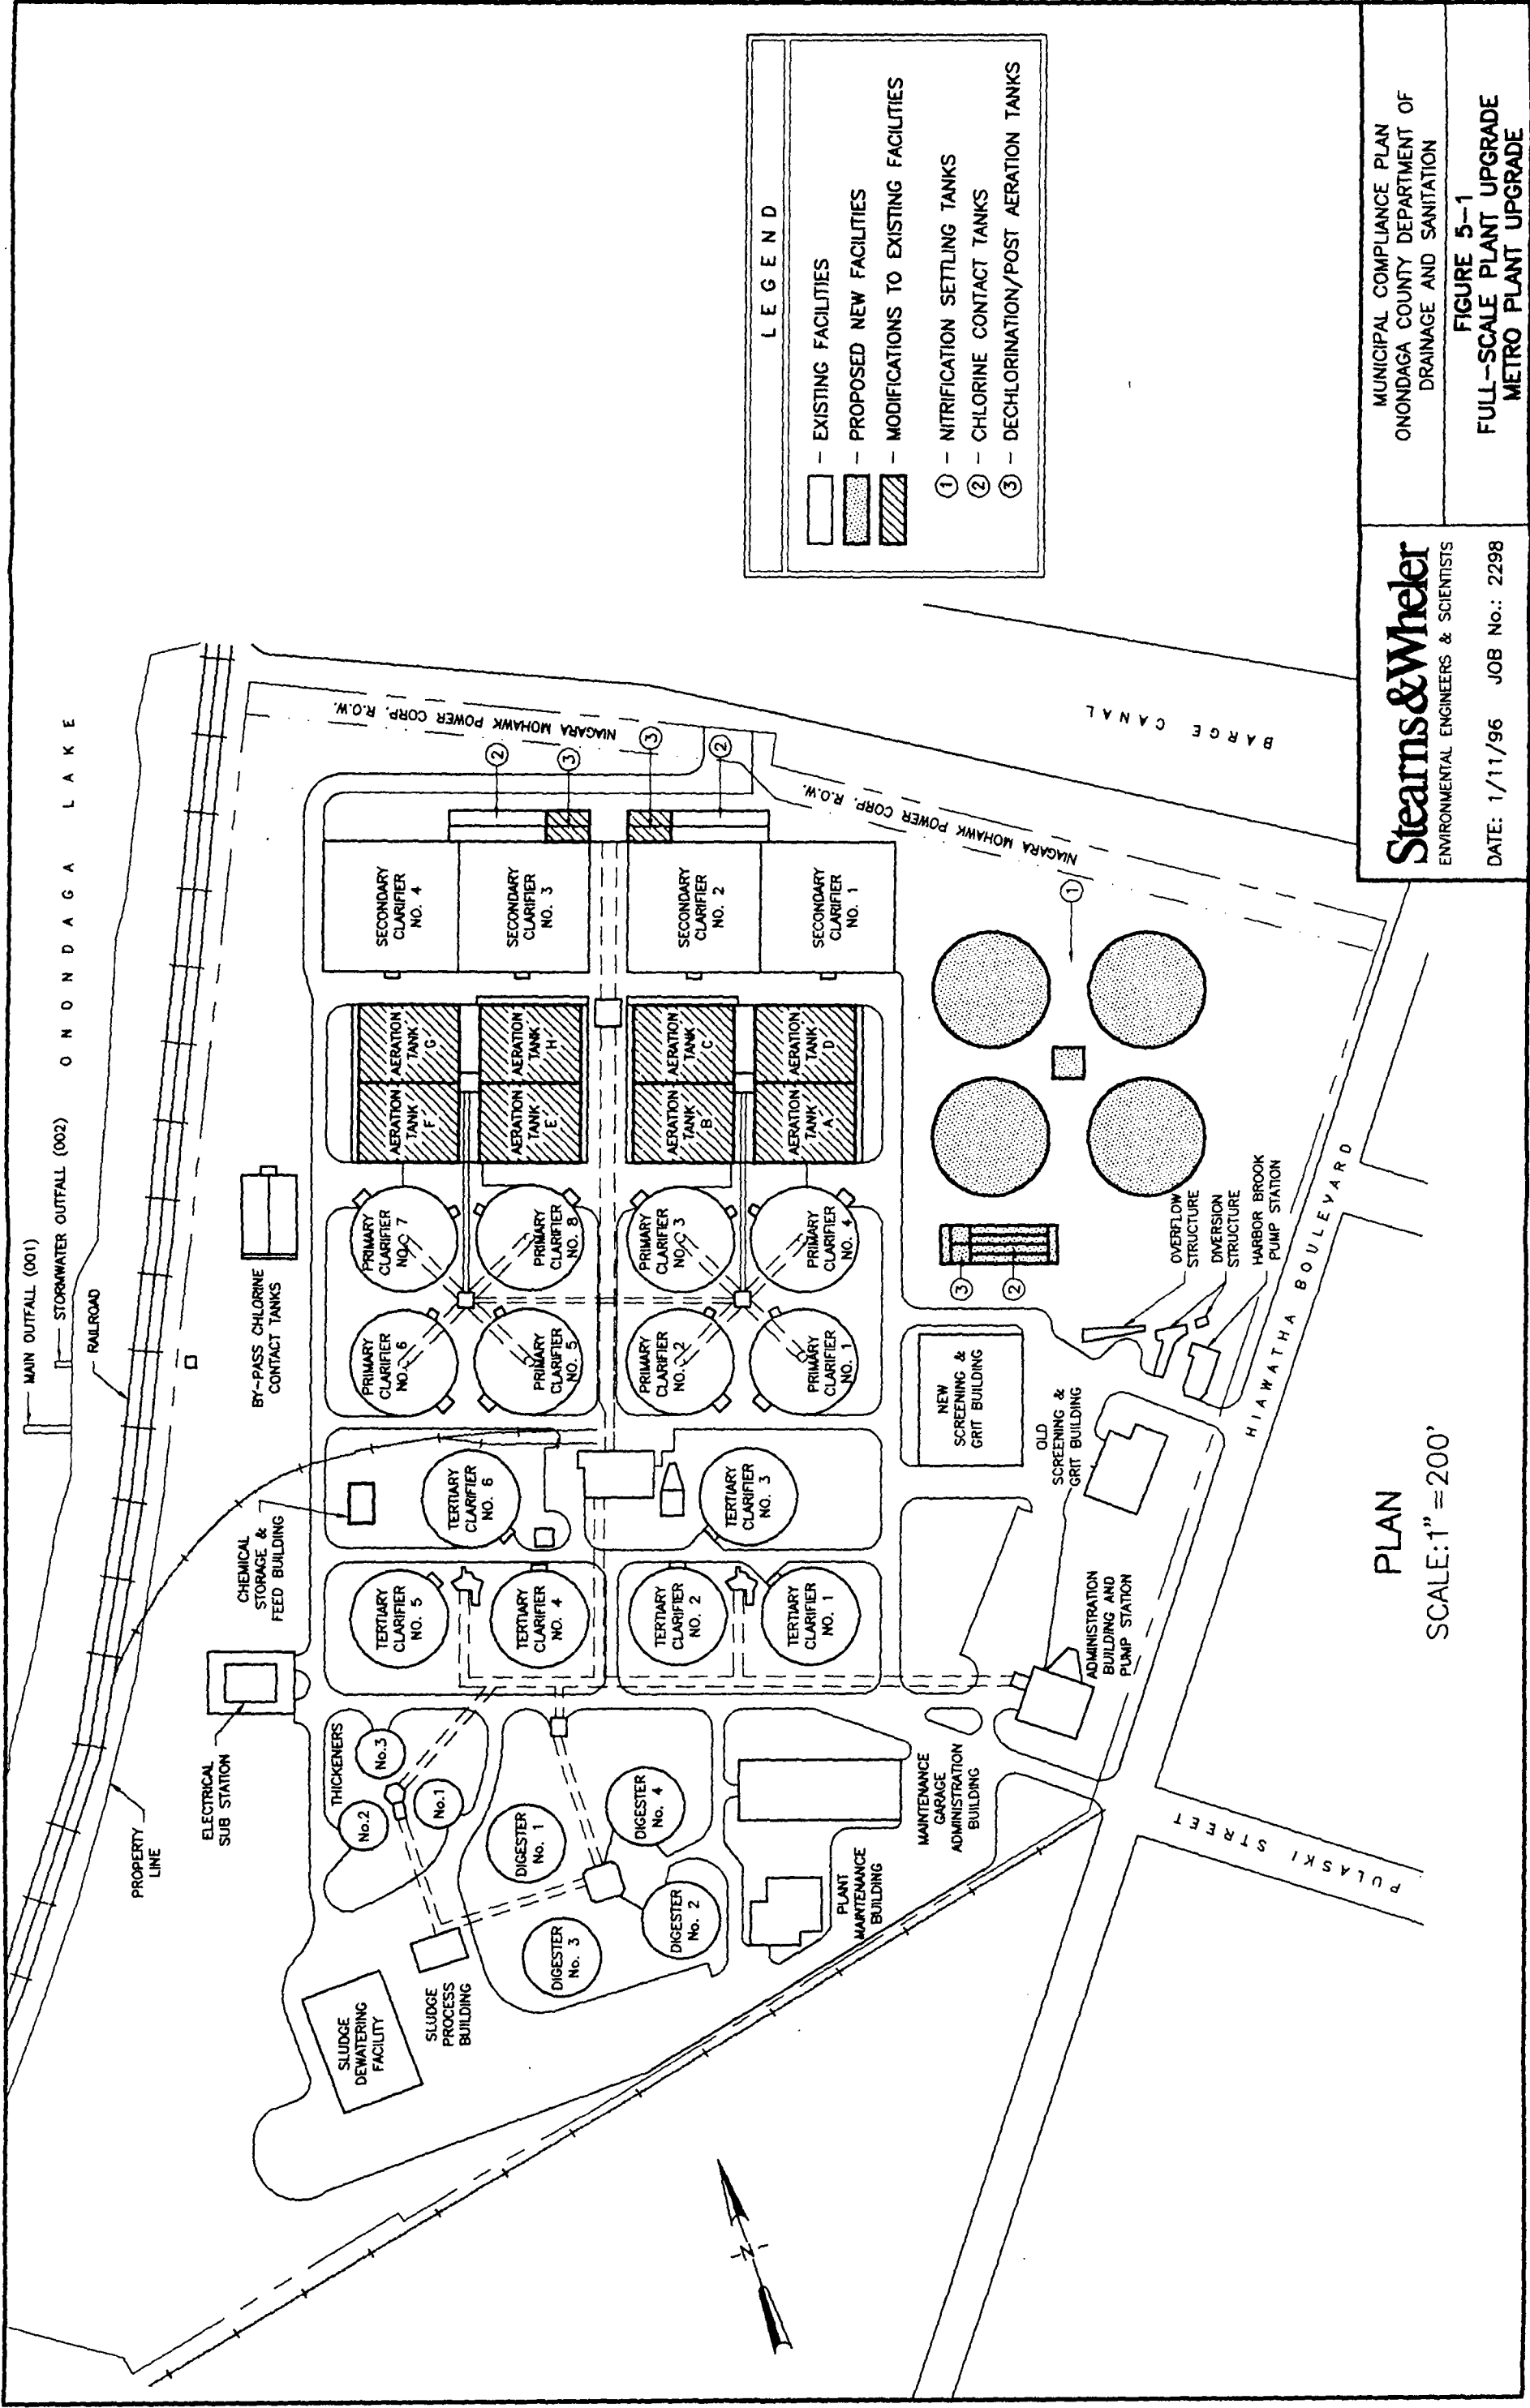 MAIN OUTFALL (001)
STORMWATER OUTFALL (002)
ONONDAGA LAKE
RAILROAD
PROPERTY
LINE
ELECTRICAL
SUB STATION
CHEMICAL
STORAGE &
FEED BUILDING
BY-PASS CHLORINE
CONTACT TANKS
SLUDGE
DEWATERING
FACILITY
SLUDGE
PROCESS
BUILDING
THICKENERS
No.2
No.3
No.1
DIGESTER
No. 1
DIGESTER
No. 3
DIGESTER
No. 4
DIGESTER
No. 2
PLANT
MAINTENANCE
BUILDING
MAINTENANCE
GARAGE
ADMINISTRATION
BUILDING
TERTIARY
CLARIFIER
NO. 5
TERTIARY
CLARIFIER
NO. 4
TERTIARY
CLARIFIER
NO. 2
TERTIARY
CLARIFIER
NO. 1
TERTIARY
CLARIFIER
NO. 6
TERTIARY
CLARIFIER
NO. 3
PRIMARY
CLARIFIER
NO. 6
PRIMARY
CLARIFIER
NO. 5
PRIMARY
CLARIFIER
NO. 2
PRIMARY
CLARIFIER
NO. 1
PRIMARY
CLARIFIER
NO. 7
PRIMARY
CLARIFIER
NO. 8
PRIMARY
CLARIFIER
NO. 3
PRIMARY
CLARIFIER
NO. 4
AERATION
TANK
F
AERATION
TANK
G
AERATION
TANK
E
AERATION
TANK
H
AERATION
TANK
B
AERATION
TANK
C
AERATION
TANK
A
AERATION
TANK
D
SECONDARY
CLARIFIER
NO. 4
SECONDARY
CLARIFIER
NO. 3
SECONDARY
CLARIFIER
NO. 2
SECONDARY
CLARIFIER
NO. 1
2
3
3
2
NIAGARA MOHAWK POWER CORP. R.O.W.
NIAGARA MOHAWK POWER CORP. R.O.W.
BARGE CANAL
1
3
2
NEW
SCREENING &
GRIT BUILDING
OLD
SCREENING &
GRIT BUILDING
ADMINISTRATION
BUILDING AND
PUMP STATION
OVERFLOW
STRUCTURE
DIVERSION
STRUCTURE
HARBOR BROOK
PUMP STATION
HIAWATHA BOULEVARD
PULASKI STREET
N
PLAN
SCALE:1"=200'
LEGEND
- EXISTING FACILITIES
- PROPOSED NEW FACILITIES
- MODIFICATIONS TO EXISTING FACILITIES
1 - NITRIFICATION SETTLING TANKS
2 - CHLORINE CONTACT TANKS
3 - DECHLORINATION/POST AERATION TANKS
Stearns&Wheler
ENVIRONMENTAL ENGINEERS & SCIENTISTS
DATE: 1/11/96 JOB No.: 2298
MUNICIPAL COMPLIANCE PLAN
ONONDAGA COUNTY DEPARTMENT OF
DRAINAGE AND SANITATION
FIGURE 5-1
FULL-SCALE PLANT UPGRADE
METRO PLANT UPGRADE